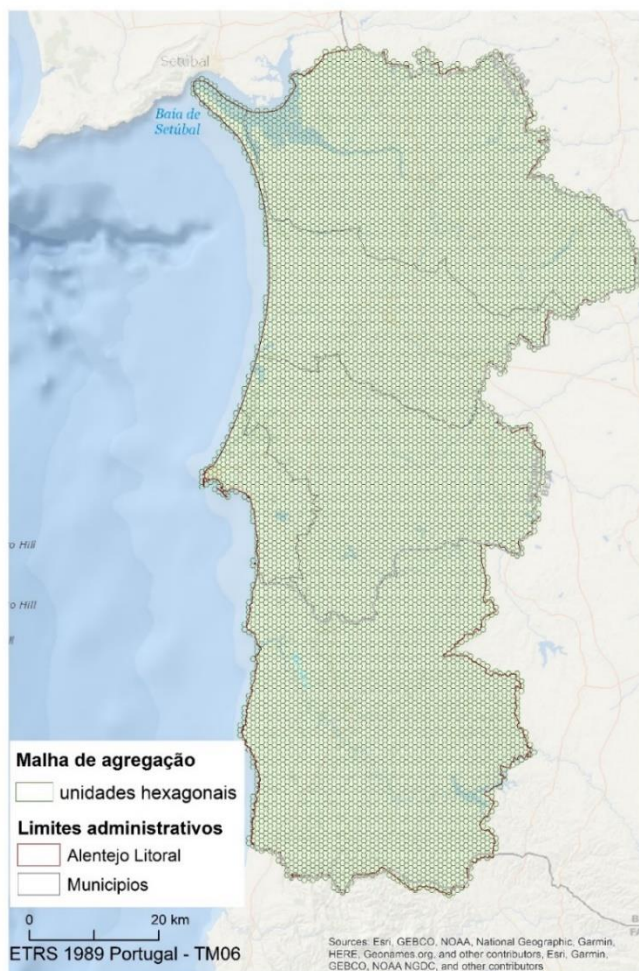 Setúbal
Baía de
Setúbal
o Hill
o Hill
Malha de agregação
unidades hexagonais
Limites administrativos
Alentejo Litoral
Municipios
0 20 km
ETRS 1989 Portugal - TM06
Sources: Esri, GEBCO, NOAA, National Geographic, Garmin,
HERE, Geonames.org, and other contributors, Esri, Garmin,
GEBCO, NOAA NGDC, and other contributors